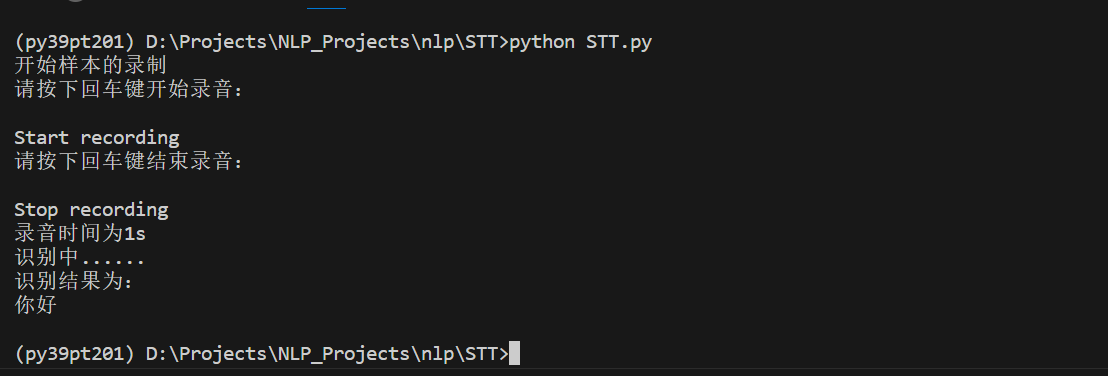 (py39pt201) D:\Projects\NLP_Projects\nlp\STT>python STT.py
开始样本的录制
请按下回车键开始录音：
Start recording
请按下回车键结束录音：
Stop recording
录音时间为1s
识别中......
识别结果为：
你好
(py39pt201) D:\Projects\NLP_Projects\nlp\STT>